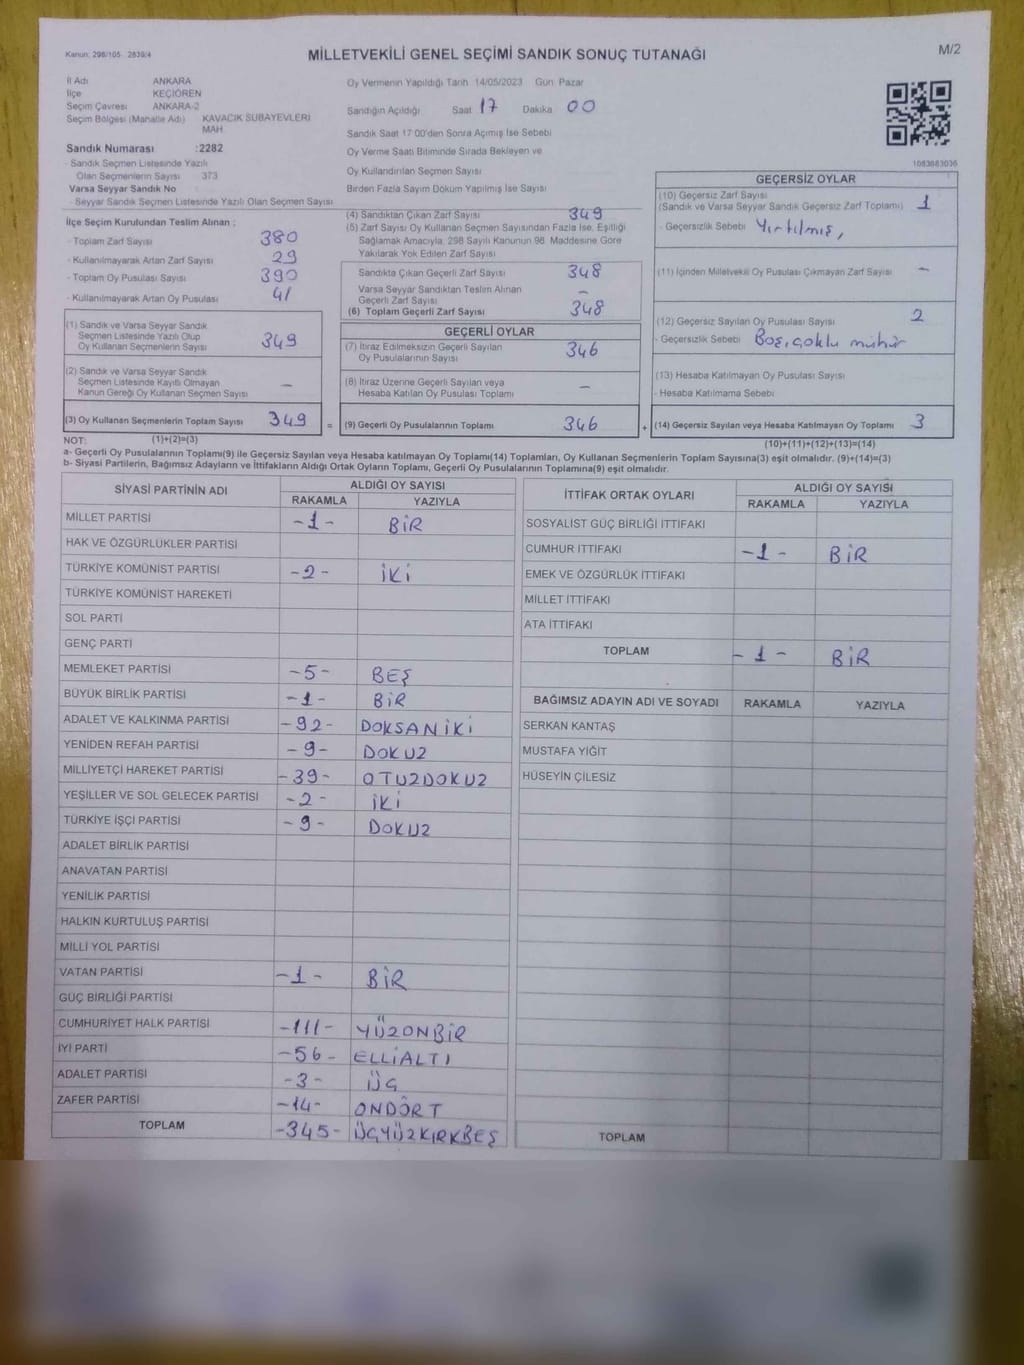 Kanun: 298/105 2839/4
MİLLETVEKİLİ GENEL SEÇİMİ SANDIK SONUÇ TUTANAĞI
M/2
İl Adı ANKARA
İlçe KEÇİÖREN
Seçim Çevresi ANKARA-2
Seçim Bölgesi (Mahalle Adı) KAVACIK SUBAYEVLERİ MAH.
Sandık Numarası :2282
- Sandık Seçmen Listesinde Yazılı
Olan Seçmenlerin Sayısı 373
Varsa Seyyar Sandık No
- Seyyar Sandık Seçmen Listesinde Yazılı Olan Seçmen Sayısı
Oy Vermenin Yapıldığı Tarih 14/05/2023 Gün Pazar
Sandığın Açıldığı Saat 17 Dakika 00
Sandık Saat 17:00'den Sonra Açımış İse Sebebi
Oy Verme Saati Bitiminde Sırada Bekleyen ve
Oy Kullandırılan Seçmen Sayısı
Birden Fazla Sayım Döküm Yapılmış İse Sayısı
1083683036
İlçe Seçim Kurulundan Teslim Alınan ;
- Toplam Zarf Sayısı 380
- Kullanılmayarak Artan Zarf Sayısı 29
- Toplam Oy Pusulası Sayısı 390
- Kullanılmayarak Artan Oy Pusulası 41
(1) Sandık ve Varsa Seyyar Sandık
Seçmen Listesinde Yazılı Olup
Oy Kullanan Seçmenlerin Sayısı 349
(2) Sandık ve Varsa Seyyar Sandık
Seçmen Listesinde Kayıtlı Olmayan
Kanun Gereği Oy Kullanan Seçmen Sayısı –
(3) Oy Kullanan Seçmenlerin Toplam Sayısı 349 =
(4) Sandıktan Çıkan Zarf Sayısı 349
(5) Zarf Sayısı Oy Kullanan Seçmen Sayısından Fazla İse, Eşitliği
Sağlamak Amacıyla, 298 Sayılı Kanunun 98. Maddesine Göre
Yakılarak Yok Edilen Zarf Sayısı
Sandıkta Çıkan Geçerli Zarf Sayısı 348
Varsa Seyyar Sandıktan Teslim Alınan
Geçerli Zarf Sayısı –
(6) Toplam Geçerli Zarf Sayısı 348
GEÇERLİ OYLAR
(7) İtiraz Edilmeksizin Geçerli Sayılan
Oy Pusulalarının Sayısı 346
(8) İtiraz Üzerine Geçerli Sayılan veya
Hesaba Katılan Oy Pusulası Toplamı –
(9) Geçerli Oy Pusulalarının Toplamı 346 +
GEÇERSİZ OYLAR
(10) Geçersiz Zarf Sayısı
(Sandık ve Varsa Seyyar Sandık Geçersiz Zarf Toplamı) 1
- Geçersizlik Sebebi Yırtılmış,
(11) İçinden Milletvekili Oy Pusulası Çıkmayan Zarf Sayısı –
(12) Geçersiz Sayılan Oy Pusulası Sayısı 2
- Geçersizlik Sebebi Boş, çoklu mühür
(13) Hesaba Katılmayan Oy Pusulası Sayısı
- Hesaba Katılmama Sebebi
(14) Geçersiz Sayılan veya Hesaba Katılmayan Oy Toplamı 3
NOT: (1)+(2)=(3)
(10)+(11)+(12)+(13)=(14)
a- Geçerli Oy Pusulalarının Toplamı(9) ile Geçersiz Sayılan veya Hesaba katılmayan Oy Toplamı(14) Toplamları, Oy Kullanan Seçmenlerin Toplam Sayısına(3) eşit olmalıdır. (9)+(14)=(3)
b- Siyasi Partilerin, Bağımsız Adayların ve İttifakların Aldığı Ortak Oyların Toplamı, Geçerli Oy Pusulalarının Toplamına(9) eşit olmalıdır.
SİYASİ PARTİNİN ADI ALDIĞI OY SAYISI
RAKAMLA YAZIYLA
MİLLET PARTİSİ -1- BİR
HAK VE ÖZGÜRLÜKLER PARTİSİ
TÜRKİYE KOMÜNİST PARTİSİ -2- İKİ
TÜRKİYE KOMÜNİST HAREKETİ
SOL PARTİ
GENÇ PARTİ
MEMLEKET PARTİSİ -5- BEŞ
BÜYÜK BİRLİK PARTİSİ -1- BİR
ADALET VE KALKINMA PARTİSİ -92- DOKSANİKİ
YENİDEN REFAH PARTİSİ -9- DOKUZ
MİLLİYETÇİ HAREKET PARTİSİ -39- OTUZDOKUZ
YEŞİLLER VE SOL GELECEK PARTİSİ -2- İKİ
TÜRKİYE İŞÇİ PARTİSİ -9- DOKUZ
ADALET BİRLİK PARTİSİ
ANAVATAN PARTİSİ
YENİLİK PARTİSİ
HALKIN KURTULUŞ PARTİSİ
MİLLİ YOL PARTİSİ
VATAN PARTİSİ -1- BİR
GÜÇ BİRLİĞİ PARTİSİ
CUMHURİYET HALK PARTİSİ -111- YÜZONBİR
İYİ PARTİ -56- ELLİALTI
ADALET PARTİSİ -3- ÜÇ
ZAFER PARTİSİ -14- ONDÖRT
TOPLAM -345- ÜÇYÜZKIRKBEŞ
İTTİFAK ORTAK OYLARI ALDIĞI OY SAYISI
RAKAMLA YAZIYLA
SOSYALİST GÜÇ BİRLİĞİ İTTİFAKI
CUMHUR İTTİFAKI -1- BİR
EMEK VE ÖZGÜRLÜK İTTİFAKI
MİLLET İTTİFAKI
ATA İTTİFAKI
TOPLAM -1- BİR
BAĞIMSIZ ADAYIN ADI VE SOYADI RAKAMLA YAZIYLA
SERKAN KANTAŞ
MUSTAFA YİĞİT
HÜSEYİN ÇİLESİZ
TOPLAM